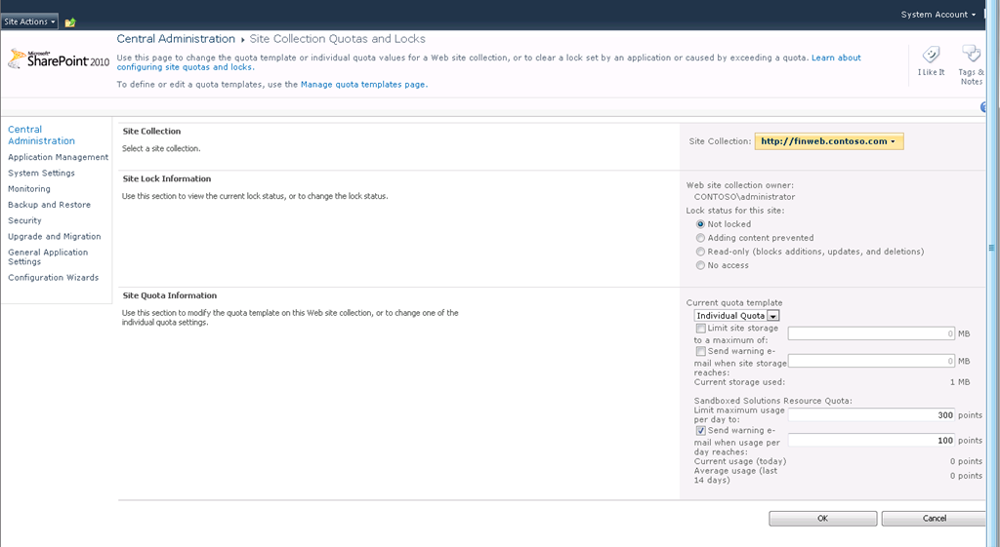 Site Actions
System Account
Microsoft
SharePoint 2010
Central Administration ▸ Site Collection Quotas and Locks
Use this page to change the quota template or individual quota values for a Web site collection, or to clear a lock set by an application or caused by exceeding a quota. Learn about
configuring site quotas and locks.
To define or edit a quota templates, use the Manage quota templates page.
I Like It
Tags &
Notes
Central
Administration
Application Management
System Settings
Monitoring
Backup and Restore
Security
Upgrade and Migration
General Application
Settings
Configuration Wizards
Site Collection
Select a site collection.
Site Collection: http://finweb.contoso.com
Site Lock Information
Use this section to view the current lock status, or to change the lock status.
Web site collection owner:
CONTOSO\administrator
Lock status for this site:
Not locked
Adding content prevented
Read-only (blocks additions, updates, and deletions)
No access
Site Quota Information
Use this section to modify the quota template on this Web site collection, or to change one of the
individual quota settings.
Current quota template
Individual Quota
Limit site storage
to a maximum of: 0 MB
Send warning e-
mail when site storage 0 MB
reaches:
Current storage used: 1 MB
Sandboxed Solutions Resource Quota:
Limit maximum usage
per day to: 300 points
Send warning e-
mail when usage per 100 points
day reaches:
Current usage (today) 0 points
Average usage (last
14 days) 0 points
OK
Cancel